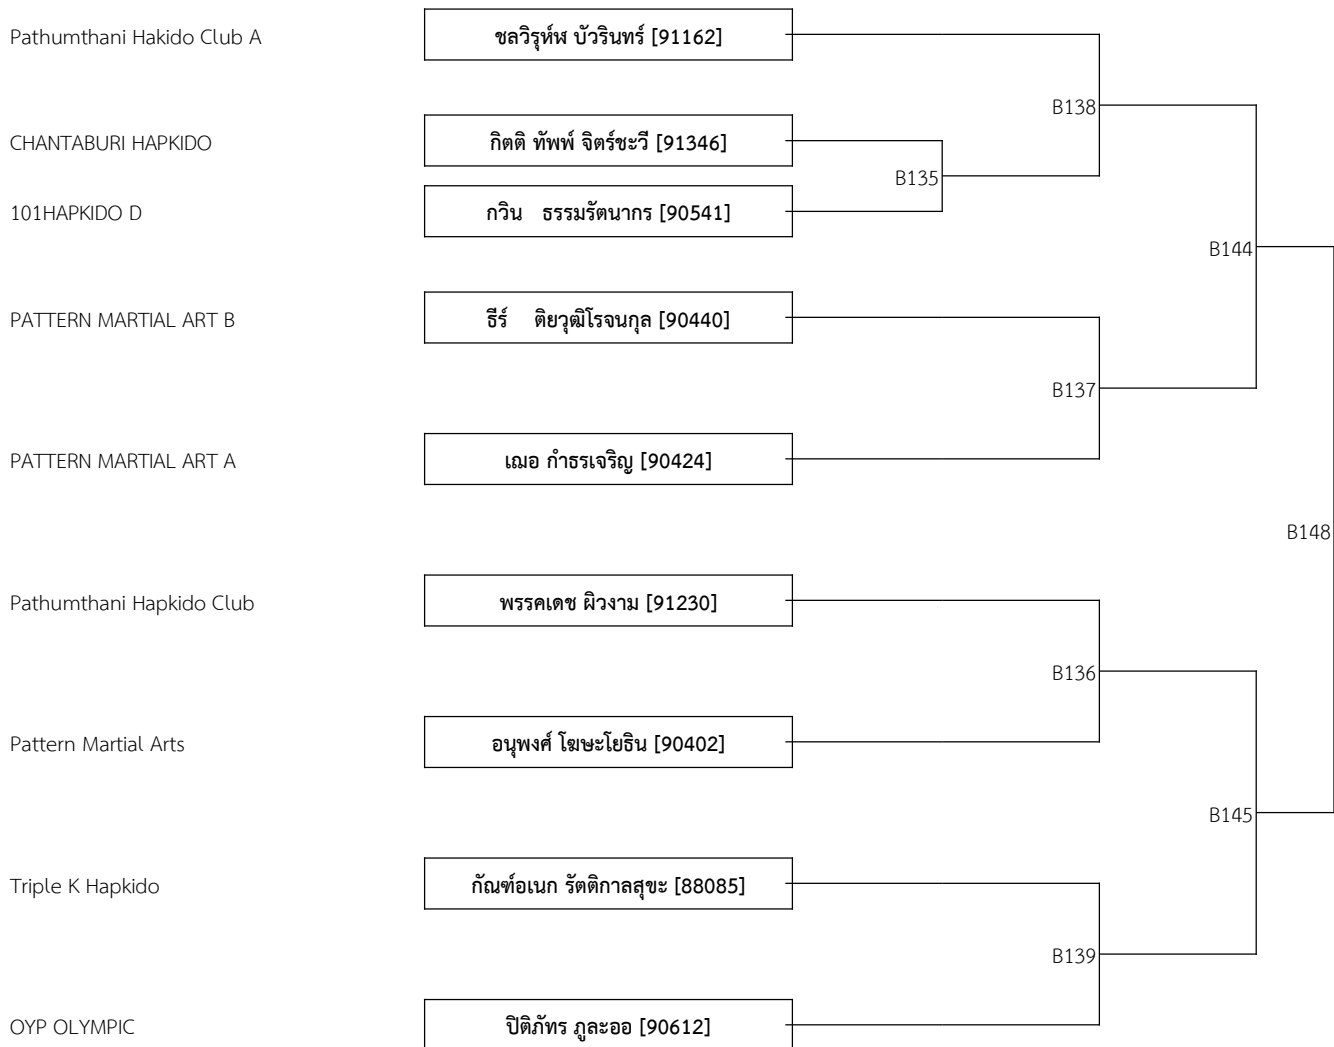 Pathumthani Hakido Club A ชลวิรุห์ฬ บัวรินทร์ [91162]
B138
CHANTABURI HAPKIDO กิตติ ทัพพ์ จิตร์ชะวี [91346]
B135
101HAPKIDO D กวิน ธรรมรัตนากร [90541]
B144
PATTERN MARTIAL ART B ธีร์ ติยวุฒิโรจนกุล [90440]
B137
PATTERN MARTIAL ART A เฌอ กำธรเจริญ [90424]
B148
Pathumthani Hapkido Club พรรคเดช ผิวงาม [91230]
B136
Pattern Martial Arts อนุพงศ์ โฆษะโยธิน [90402]
B145
Triple K Hapkido กัณฑ์อเนก รัตติกาลสุขะ [88085]
B139
OYP OLYMPIC ปิติภัทร ภูละออ [90612]